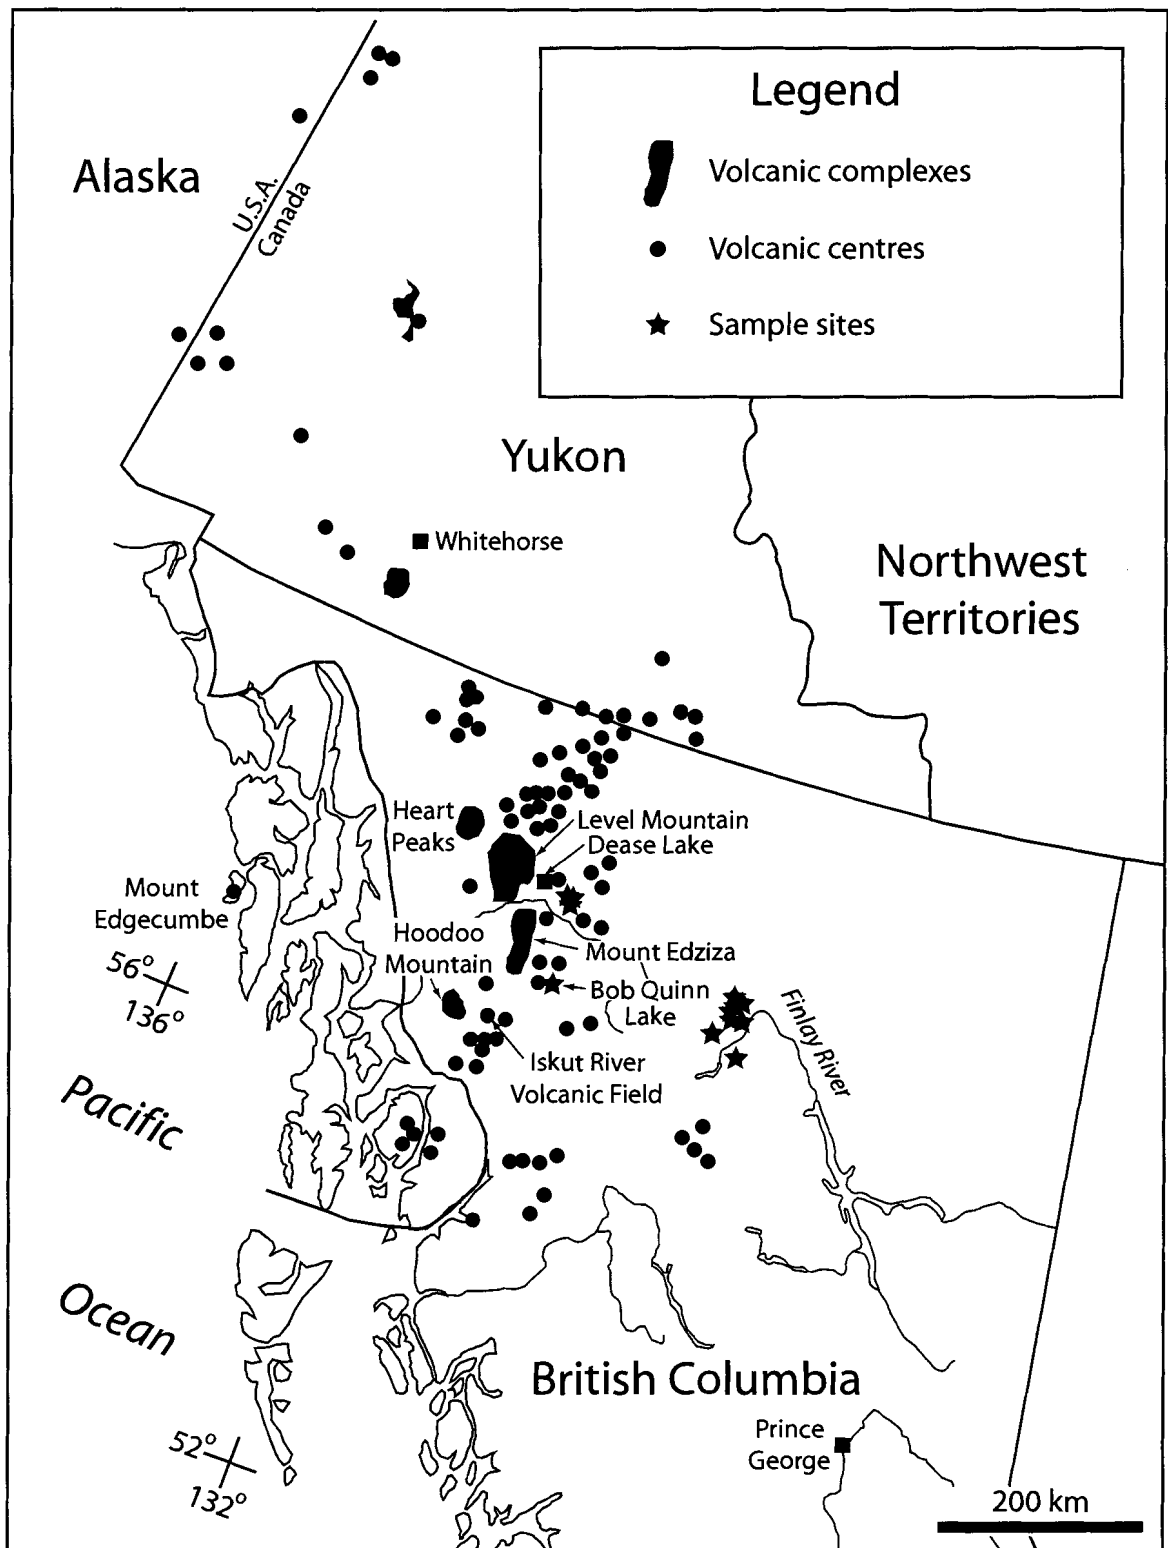 Legend
Volcanic complexes
Volcanic centres
Sample sites
Alaska
U.S.A.
Canada
Yukon
Whitehorse
Northwest
Territories
Heart
Peaks
Level Mountain
Dease Lake
Mount
Edgecumbe
Hoodoo
Mountain
Mount Edziza
Bob Quinn
Lake
56°
136°
Finlay River
Iskut River
Volcanic Field
Pacific
Ocean
British Columbia
Prince
George
52°
132°
200 km